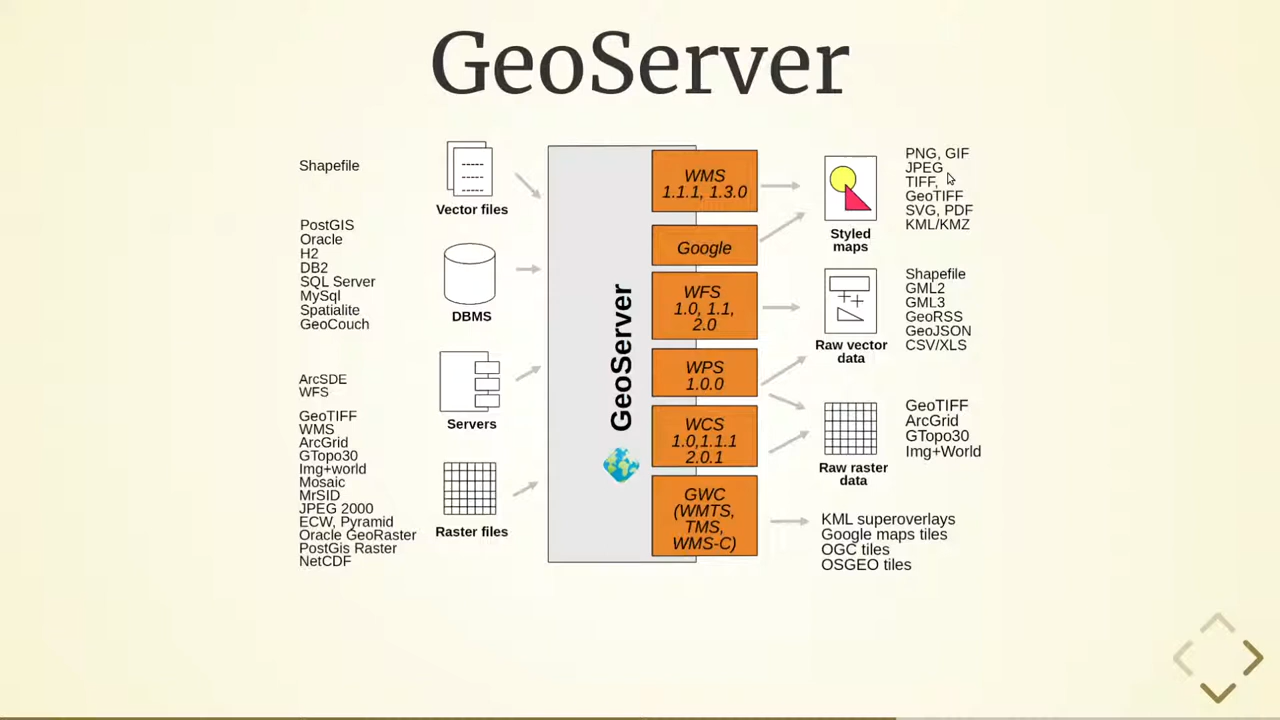 GeoServer
Shapefile
Vector files
PostGIS
Oracle
H2
DB2
SQL Server
MySql
Spatialite
GeoCouch
DBMS
ArcSDE
WFS
Servers
GeoTIFF
WMS
ArcGrid
GTopo30
Img+world
Mosaic
MrSID
JPEG 2000
ECW, Pyramid
Oracle GeoRaster
PostGis Raster
NetCDF
Raster files
GeoServer
WMS
1.1.1, 1.3.0
Google
WFS
1.0, 1.1,
2.0
WPS
1.0.0
WCS
1.0,1.1.1
2.0.1
GWC
(WMTS,
TMS,
WMS-C)
Styled
maps
PNG, GIF
JPEG
TIFF,
GeoTIFF
SVG, PDF
KML/KMZ
Raw vector
data
Shapefile
GML2
GML3
GeoRSS
GeoJSON
CSV/XLS
Raw raster
data
GeoTIFF
ArcGrid
GTopo30
Img+World
KML superoverlays
Google maps tiles
OGC tiles
OSGEO tiles